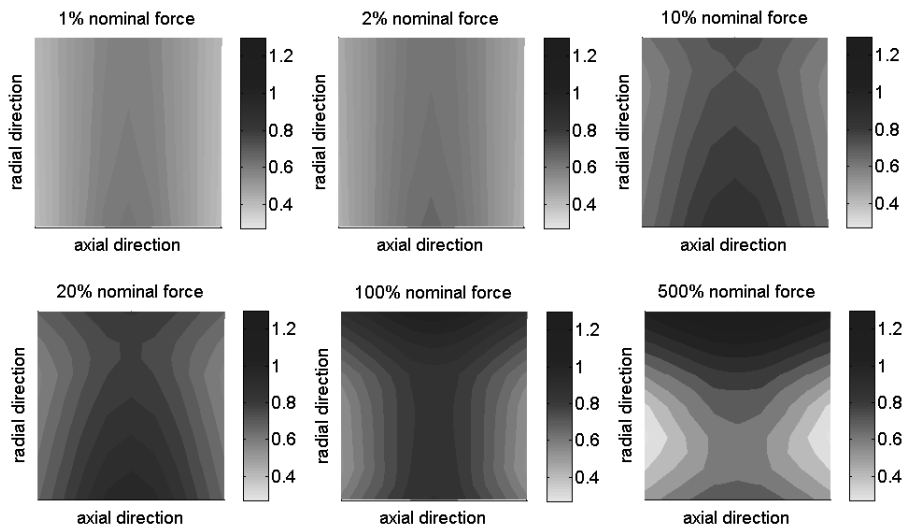 1% nominal force
2% nominal force
10% nominal force
radial direction
1.2
1
0.8
0.6
0.4
axial direction
radial direction
1.2
1
0.8
0.6
0.4
axial direction
radial direction
1.2
1
0.8
0.6
0.4
axial direction
20% nominal force
100% nominal force
500% nominal force
radial direction
1.2
1
0.8
0.6
0.4
axial direction
radial direction
1.2
1
0.8
0.6
0.4
axial direction
radial direction
1.2
1
0.8
0.6
0.4
axial direction